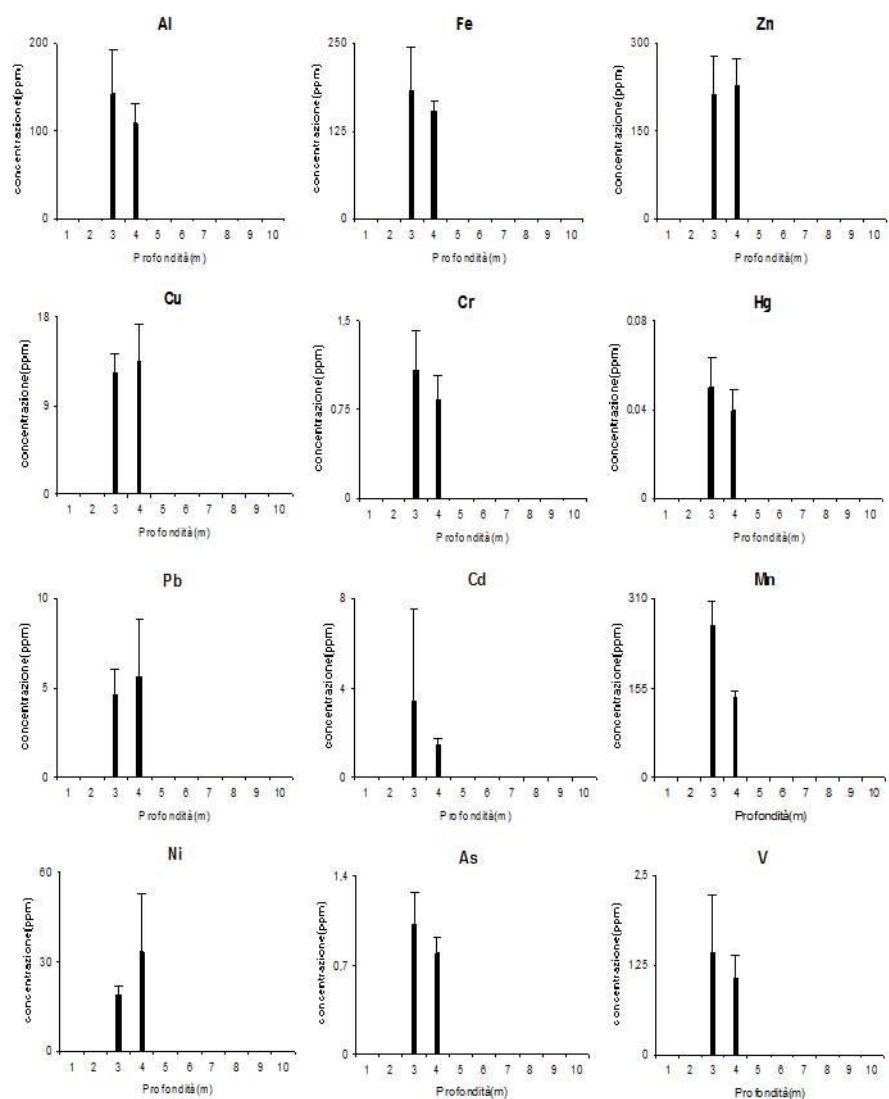 Al
200
100
0
concentrazione(ppm)
1 2 3 4 5 6 7 8 9 10
Profondità(m)
Fe
250
125
0
concentrazione(ppm)
1 2 3 4 5 6 7 8 9 10
Profondità(m)
Zn
300
150
0
concentrazione(ppm)
1 2 3 4 5 6 7 8 9 10
Profondità(m)
Cu
18
9
0
concentrazione(ppm)
1 2 3 4 5 6 7 8 9 10
Profondità(m)
Cr
1,5
0,75
0
concentrazione(ppm)
1 2 3 4 5 6 7 8 9 10
Profondità(m)
Hg
0,08
0,04
0
concentrazione(ppm)
1 2 3 4 5 6 7 8 9 10
Profondità(m)
Pb
10
5
0
concentrazione(ppm)
1 2 3 4 5 6 7 8 9 10
Profondità(m)
Cd
8
4
0
concentrazione(ppm)
1 2 3 4 5 6 7 8 9 10
Profondità(m)
Mn
310
155
0
concentrazione(ppm)
1 2 3 4 5 6 7 8 9 10
Profondità(m)
Ni
60
30
0
concentrazione(ppm)
1 2 3 4 5 6 7 8 9 10
Profondità(m)
As
1,4
0,7
0
concentrazione(ppm)
1 2 3 4 5 6 7 8 9 10
Profondità(m)
V
2,5
1,25
0
concentrazione(ppm)
1 2 3 4 5 6 7 8 9 10
Profondità(m)